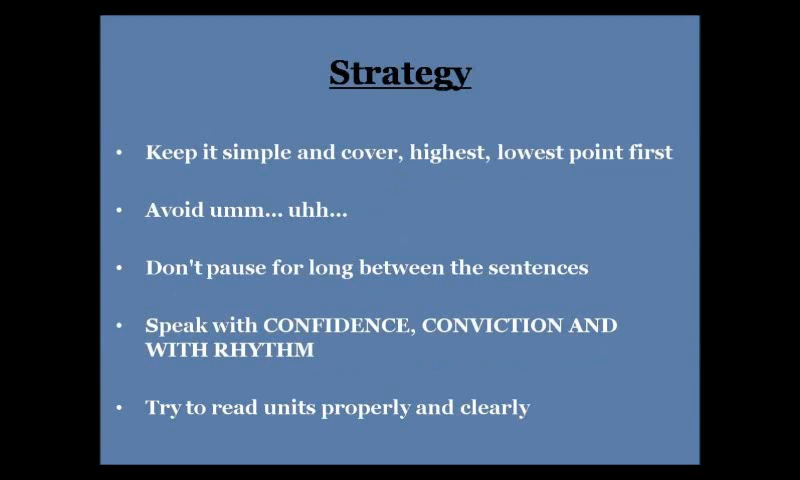 Strategy
• Keep it simple and cover, highest, lowest point first
• Avoid umm... uhh...
• Don't pause for long between the sentences
• Speak with CONFIDENCE, CONVICTION AND
WITH RHYTHM
• Try to read units properly and clearly